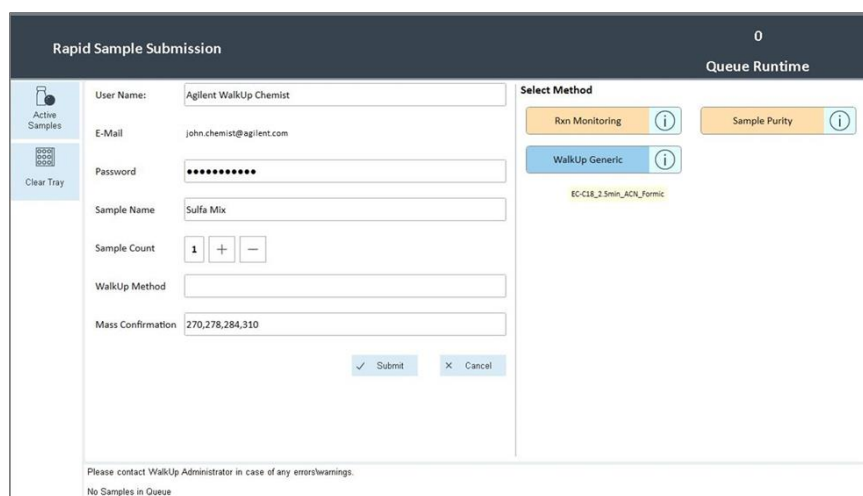 Rapid Sample Submission
0
Queue Runtime
Active
Samples
Clear Tray
User Name: Agilent WalkUp Chemist
E-Mail john.chemist@agilent.com
Password ●●●●●●●●●●●
Sample Name Sulfa Mix
Sample Count 1 + −
WalkUp Method
Mass Confirmation 270,278,284,310
✓ Submit × Cancel
Select Method
Rxn Monitoring i Sample Purity i
WalkUp Generic i
EC-C18_2.5min_ACN_Formic
Please contact WalkUp Administrator in case of any errors\warnings.
No Samples in Queue